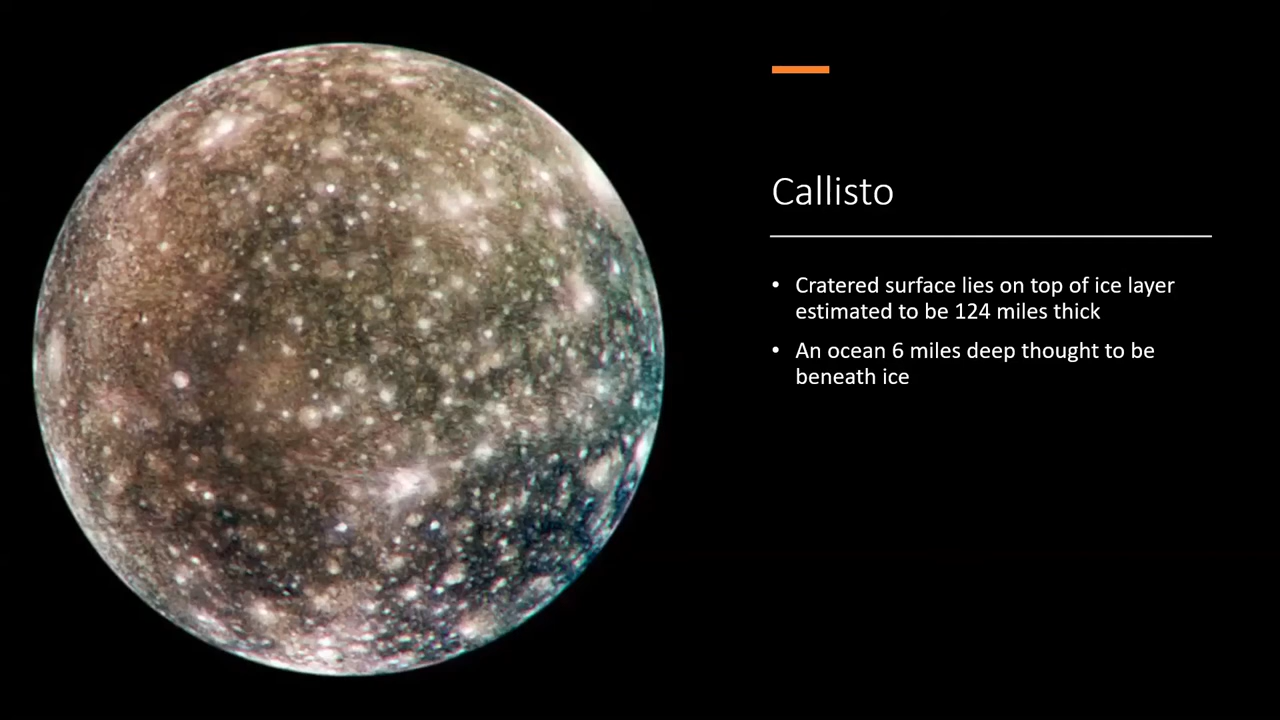 Callisto
• Cratered surface lies on top of ice layer
estimated to be 124 miles thick
• An ocean 6 miles deep thought to be
beneath ice